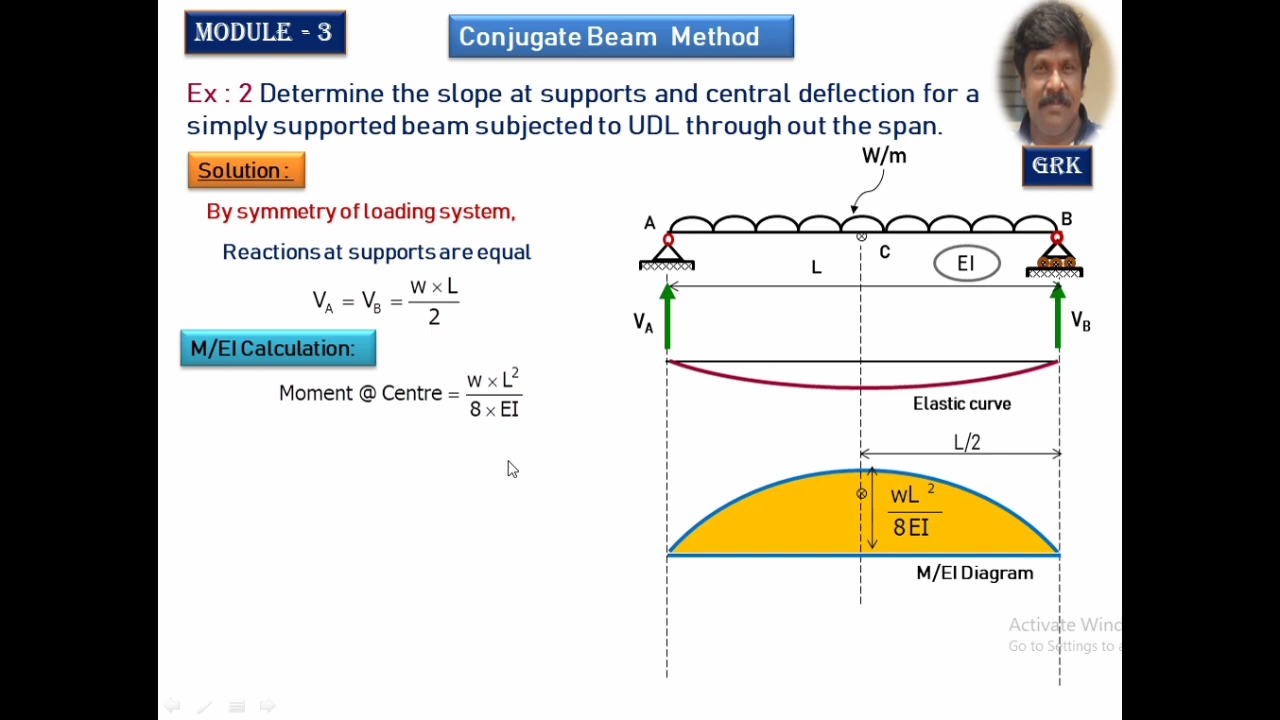 MODULE - 3
Conjugate Beam Method
Ex : 2 Determine the slope at supports and central deflection for a
simply supported beam subjected to UDL through out the span.
GRK
Solution :
By symmetry of loading system,
Reactions at supports are equal
V_A = V_B = w × L / 2
M/EI Calculation:
Moment @ Centre = w × L² / 8 × EI
W/m
A
B
C
EI
L
V_A
V_B
Elastic curve
L/2
wL ²
8EI
M/EI Diagram
Activate Winc
Go to Settings to a